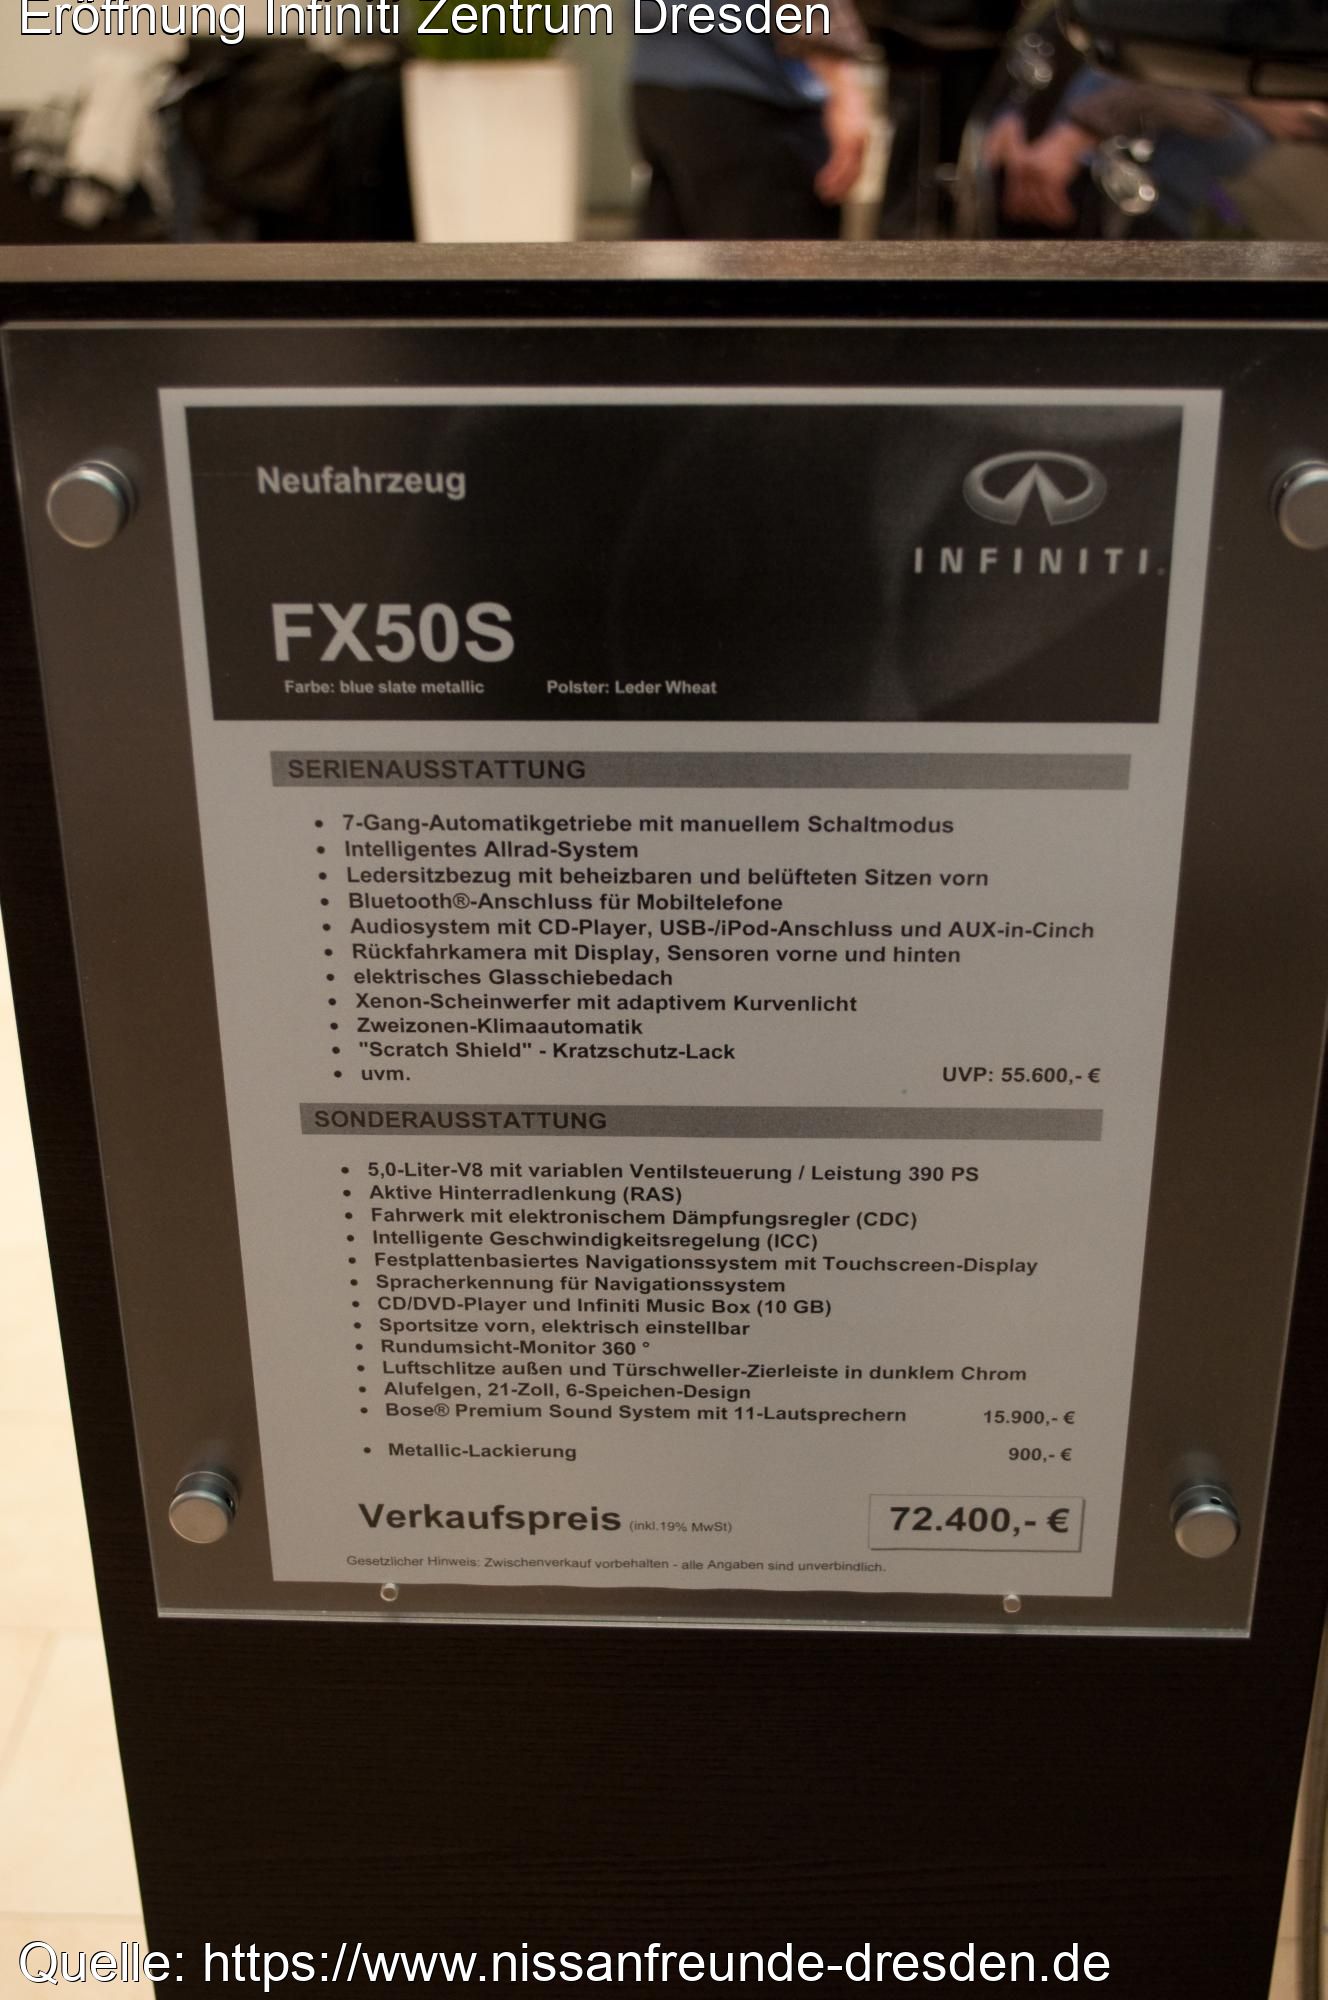 Eröffnung Infiniti Zentrum Dresden
Neufahrzeug
INFINITI
FX50S
Farbe: blue slate metallic Polster: Leder Wheat
SERIENAUSSTATTUNG
• 7-Gang-Automatikgetriebe mit manuellem Schaltmodus
• Intelligentes Allrad-System
• Ledersitzbezug mit beheizbaren und belüfteten Sitzen vorn
• Bluetooth®-Anschluss für Mobiltelefone
• Audiosystem mit CD-Player, USB-/iPod-Anschluss und AUX-in-Cinch
• Rückfahrkamera mit Display, Sensoren vorne und hinten
• elektrisches Glasschiebedach
• Xenon-Scheinwerfer mit adaptivem Kurvenlicht
• Zweizonen-Klimaautomatik
• "Scratch Shield" - Kratzschutz-Lack
• uvm. UVP: 55.600,- €
SONDERAUSSTATTUNG
• 5,0-Liter-V8 mit variablen Ventilsteuerung / Leistung 390 PS
• Aktive Hinterradlenkung (RAS)
• Fahrwerk mit elektronischem Dämpfungsregler (CDC)
• Intelligente Geschwindigkeitsregelung (ICC)
• Festplattenbasiertes Navigationssystem mit Touchscreen-Display
• Spracherkennung für Navigationssystem
• CD/DVD-Player und Infiniti Music Box (10 GB)
• Sportsitze vorn, elektrisch einstellbar
• Rundumsicht-Monitor 360 °
• Luftschlitze außen und Türschweller-Zierleiste in dunklem Chrom
• Alufelgen, 21-Zoll, 6-Speichen-Design
• Bose® Premium Sound System mit 11-Lautsprechern 15.900,- €
• Metallic-Lackierung 900,- €
Verkaufspreis (inkl.19% MwSt) 72.400,- €
Gesetzlicher Hinweis: Zwischenverkauf vorbehalten - alle Angaben sind unverbindlich.
Quelle: https://www.nissanfreunde-dresden.de